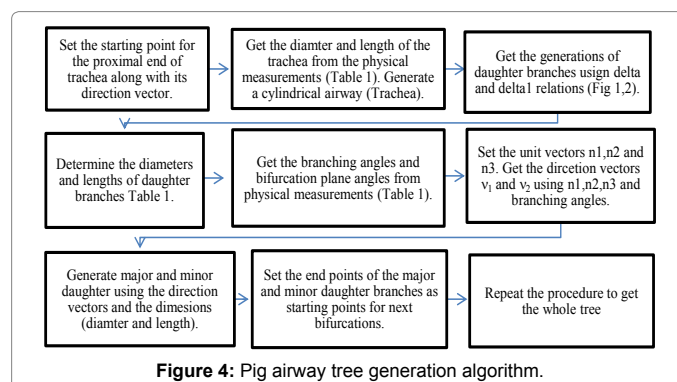 Set the starting point for
the proximal end of
trachea along with its
direction vector.
Get the diamter and length of the
trachea from the physical
measurements (Table 1). Generate
a cylindrical airway (Trachea).
Get the generations of
daughter branches usign delta
and delta1 relations (Fig 1,2).
Determine the diameters
and lengths of daughter
branches Table 1.
Get the branching angles and
bifurcation plane angles from
physical measurements (Table 1).
Set the unit vectors n1,n2 and
n3. Get the dircetion vectors
v₁ and v₂ using n1,n2,n3 and
branching angles.
Generate major and minor
daughter using the direction
vectors and the dimesions
(diamter and length).
Set the end points of the major
and minor daughter branches as
starting points for next
bifurcations.
Repeat the procedure to get
the whole tree
Figure 4: Pig airway tree generation algorithm.